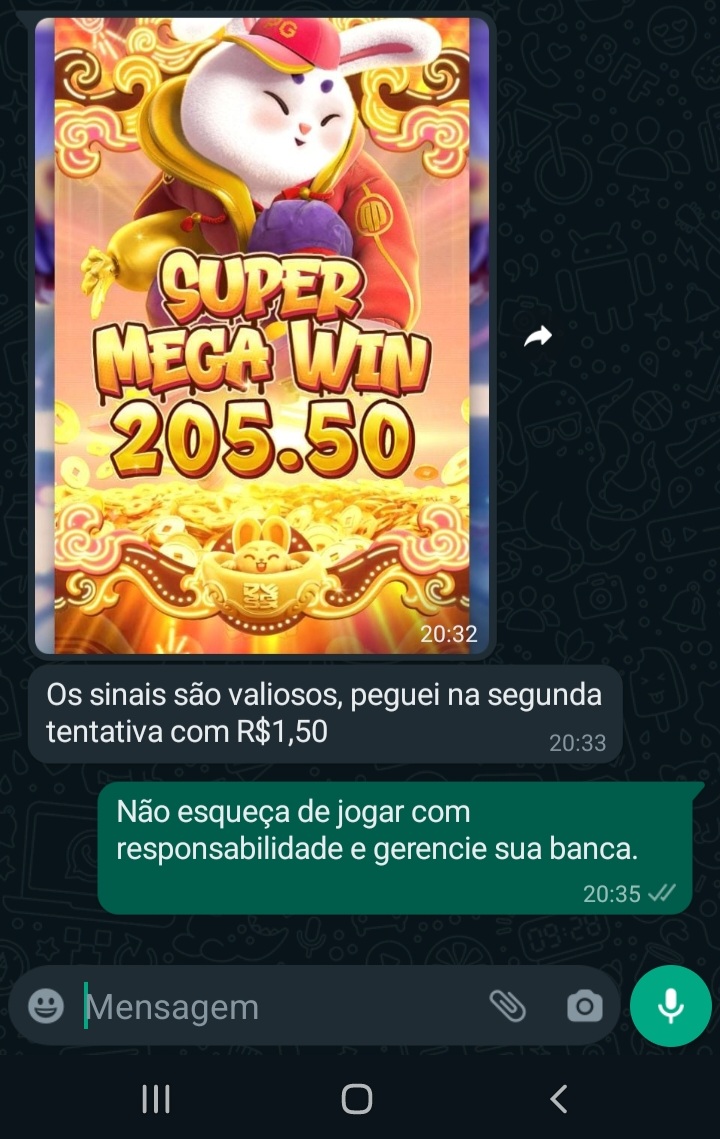 PG
SUPER
MEGA WIN
205.50
20:32
Os sinais são valiosos, peguei na segunda
tentativa com R$1,50
20:33
Não esqueça de jogar com
responsabilidade e gerencie sua banca.
20:35
Mensagem